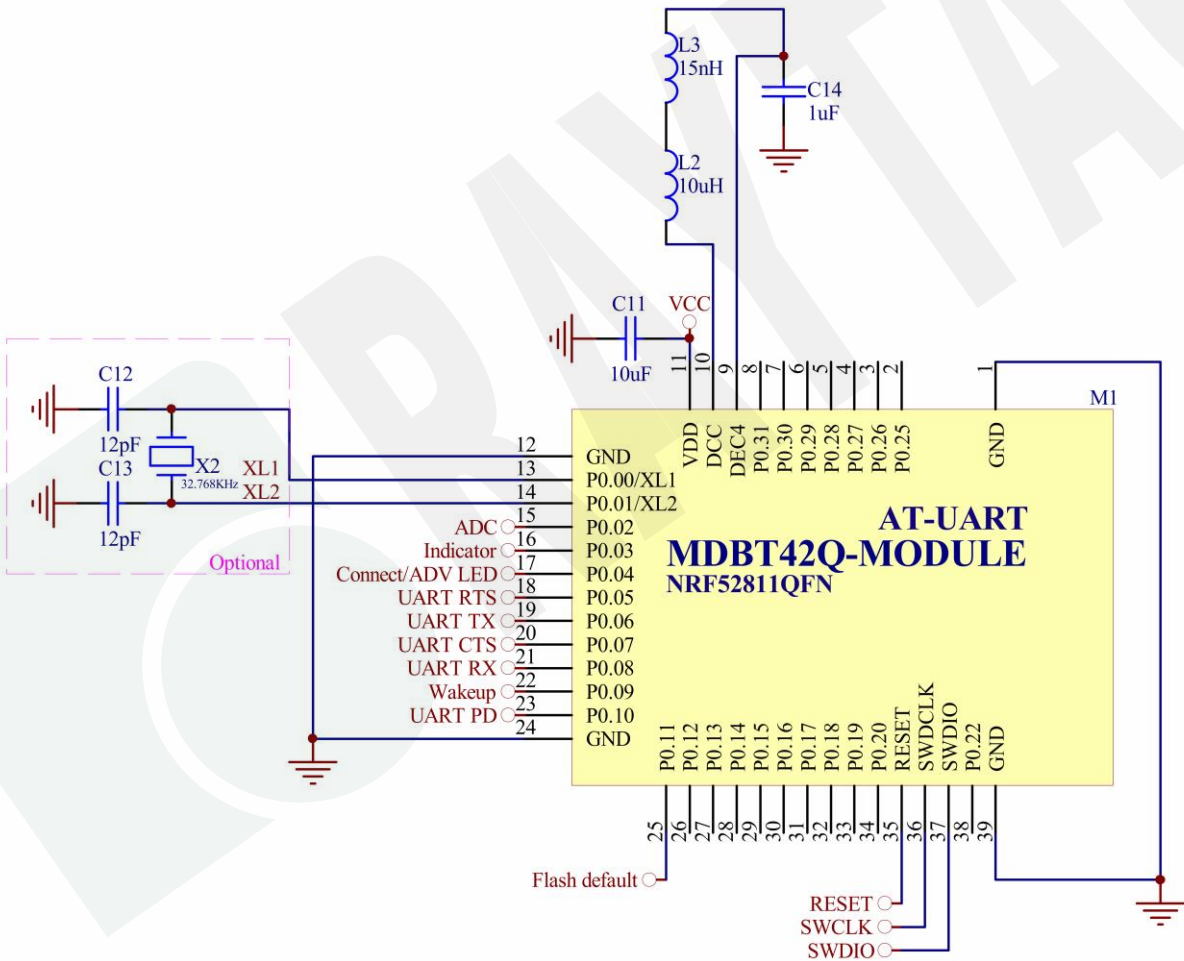 L3
15nH
C14
1uF
L2
10uH
C11
VCC
10uF
11
10
9
8
7
6
5
4
3
2
1
M1
C12
12pF
C13
X2
32.768KHz
XL1
XL2
12pF
Optional
VDD
DCC
DEC4
P0.31
P0.30
P0.29
P0.28
P0.27
P0.26
P0.25
GND
12 GND
13 P0.00/XL1
14 P0.01/XL2
ADC 15 P0.02
Indicator 16 P0.03
Connect/ADV LED 17 P0.04
UART RTS 18 P0.05
UART TX 19 P0.06
UART CTS 20 P0.07
UART RX 21 P0.08
Wakeup 22 P0.09
UART PD 23 P0.10
24 GND
AT-UART
MDBT42Q-MODULE
NRF52811QFN
P0.11
P0.12
P0.13
P0.14
P0.15
P0.16
P0.17
P0.18
P0.19
P0.20
RESET
SWDCLK
SWDIO
P0.22
GND
25
26
27
28
29
30
31
32
33
34
35
36
37
38
39
Flash default
RESET
SWCLK
SWDIO
RAYTAC